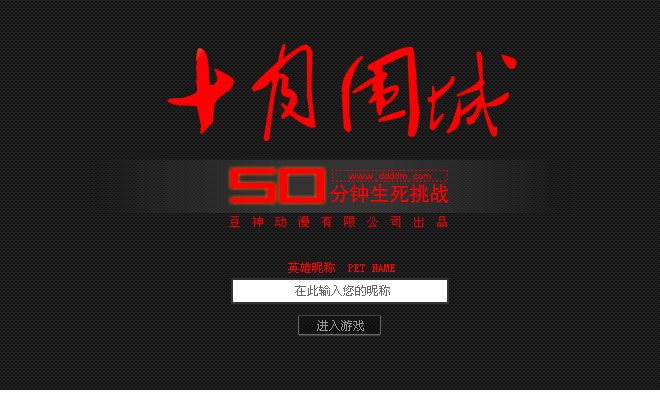 十月围城
50
www.ddddm.com
分钟生死挑战
豆神动漫有限公司出品
英雄昵称 PET NAME
在此输入您的昵称
进入游戏